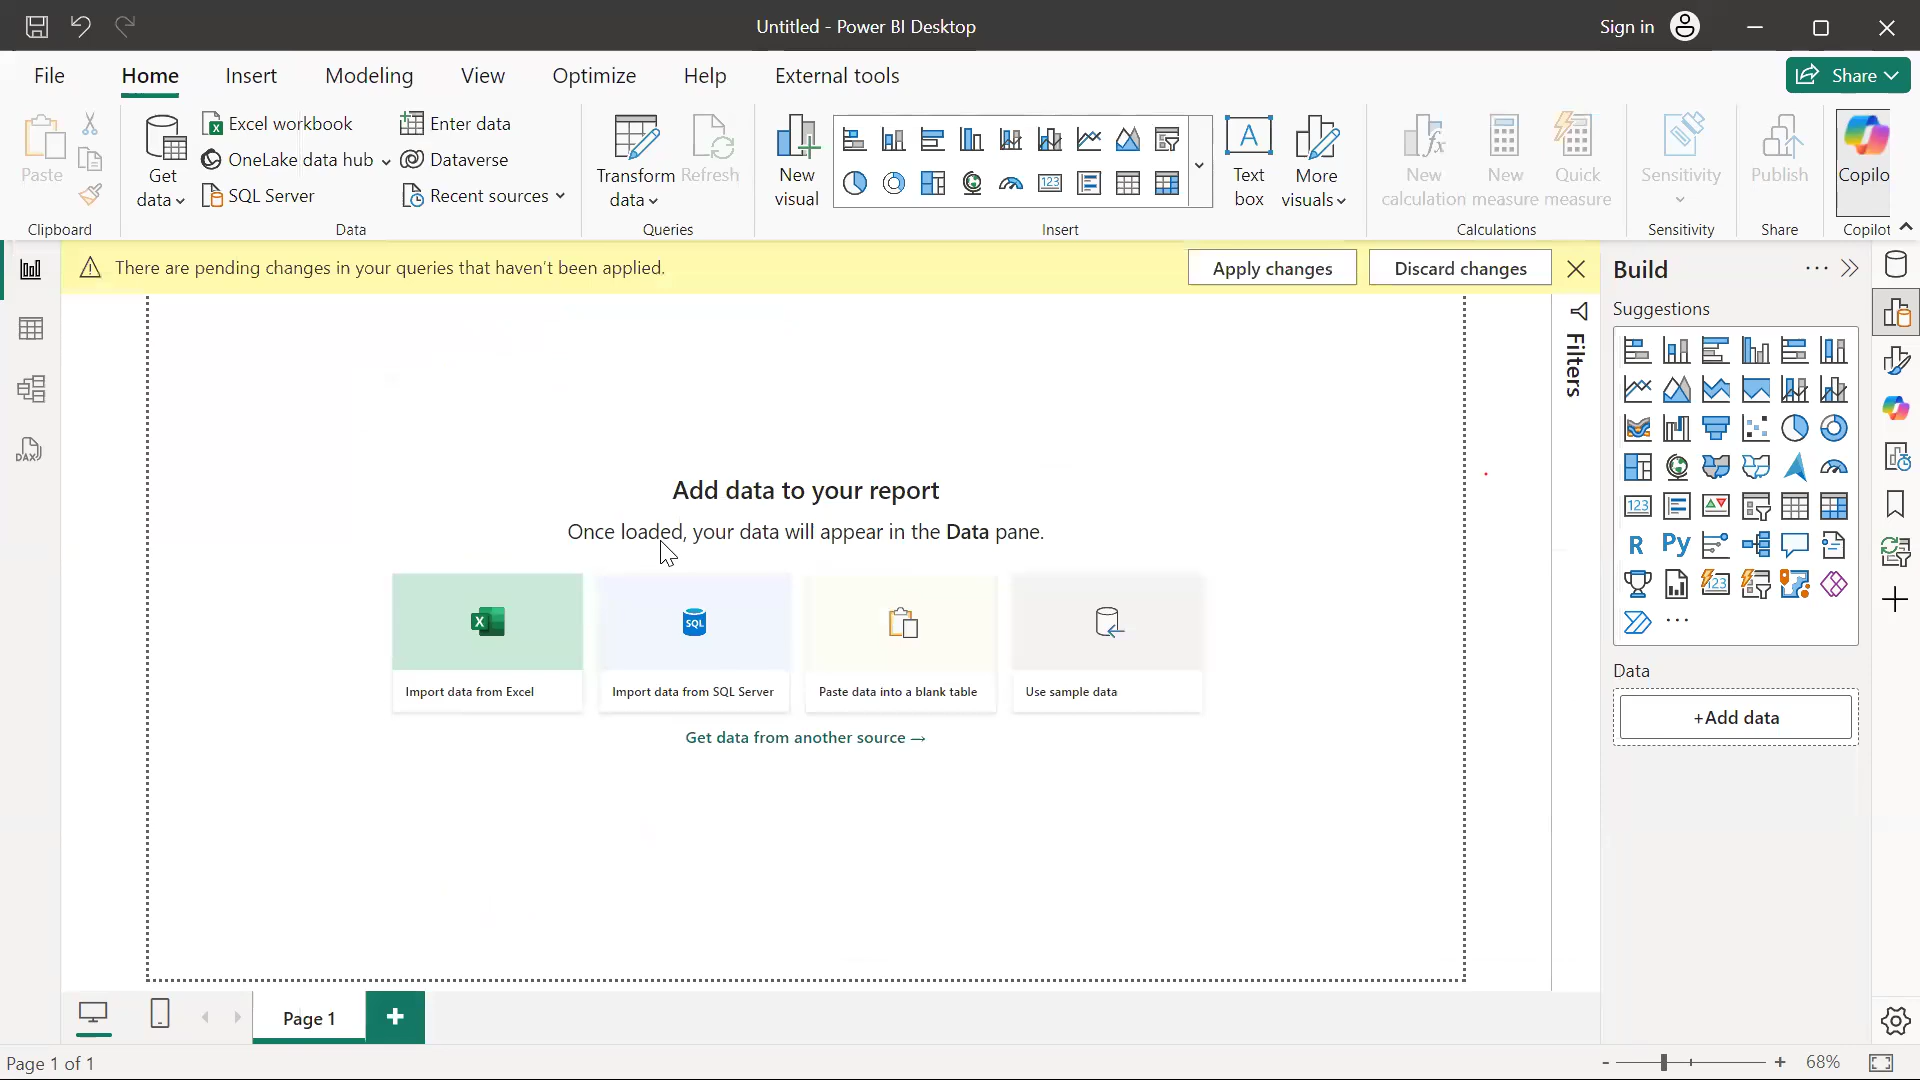 Untitled - Power BI Desktop
Sign in
File
Home
Insert
Modeling
View
Optimize
Help
External tools
Share
Paste
Clipboard
Get data
Excel workbook
OneLake data hub
SQL Server
Enter data
Dataverse
Recent sources
Data
Transform data
Refresh
Queries
New visual
123
A
Text box
More visuals
Insert
New calculation
New measure
Quick measure
Calculations
Sensitivity
Sensitivity
Publish
Share
Copilo
Copilot
There are pending changes in your queries that haven't been applied.
Apply changes
Discard changes
Build
Suggestions
Filters
DAX
Add data to your report
Once loaded, your data will appear in the Data pane.
X
SQL
Import data from Excel
Import data from SQL Server
Paste data into a blank table
Use sample data
Get data from another source →
123
R
Py
123
Data
+Add data
Page 1
Page 1 of 1
68%